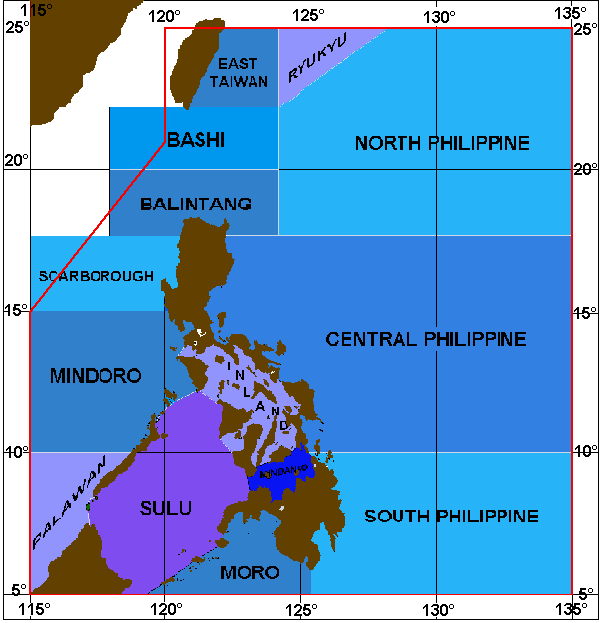 115°
120°
125°
130°
135°
25°
25°
EAST
TAIWAN
RYUKYU
BASHI
NORTH PHILIPPINE
20°
20°
BALINTANG
SCARBOROUGH
15°
15°
CENTRAL PHILIPPINE
MINDORO
INLAND
10°
10°
PALAWAN
MINDANAO
SULU
SOUTH PHILIPPINE
MORO
5°
5°
115°
120°
125°
130°
135°